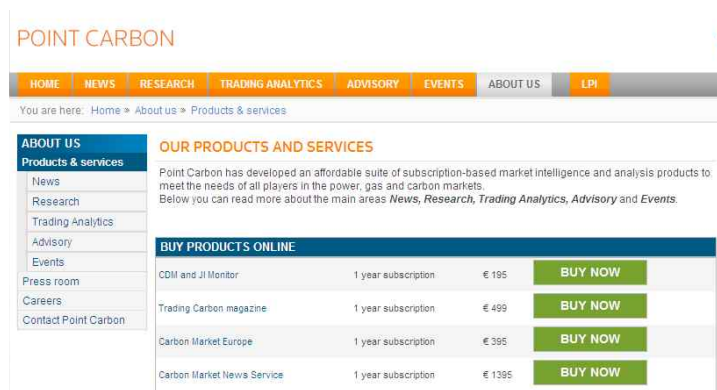 POINT CARBON
HOME NEWS RESEARCH TRADING ANALYTICS ADVISORY EVENTS ABOUT US LPI
You are here: Home » About us » Products & services
ABOUT US
Products & services
News
Research
Trading Analytics
Advisory
Events
Press room
Careers
Contact Point Carbon
OUR PRODUCTS AND SERVICES
Point Carbon has developed an affordable suite of subscription-based market intelligence and analysis products to
meet the needs of all players in the power, gas and carbon markets.
Below you can read more about the main areas News, Research, Trading Analytics, Advisory and Events.
BUY PRODUCTS ONLINE
CDM and JI Monitor 1 year subscription € 195 BUY NOW
Trading Carbon magazine 1 year subscription € 499 BUY NOW
Carbon Market Europe 1 year subscription € 395 BUY NOW
Carbon Market News Service 1 year subscription € 1395 BUY NOW